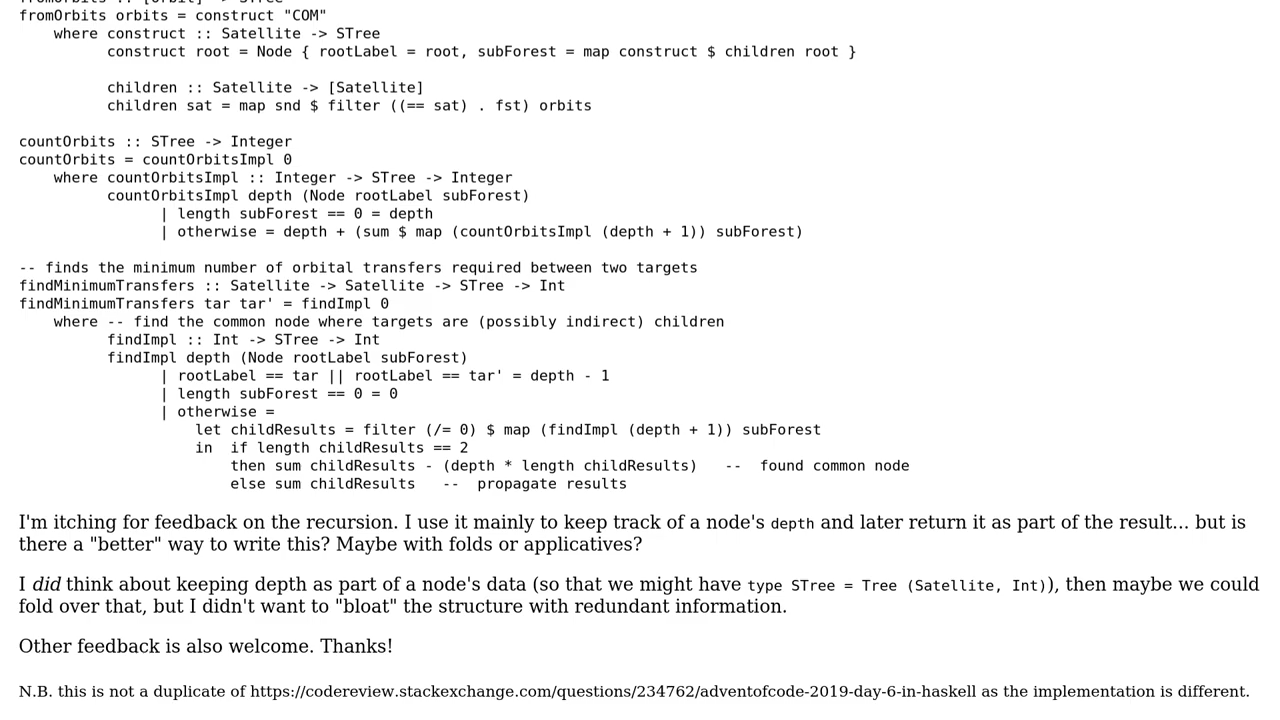 fromOrbits :: [Orbit] -> STree
fromOrbits orbits = construct "COM"
    where construct :: Satellite -> STree
          construct root = Node { rootLabel = root, subForest = map construct $ children root }

          children :: Satellite -> [Satellite]
          children sat = map snd $ filter ((== sat) . fst) orbits

countOrbits :: STree -> Integer
countOrbits = countOrbitsImpl 0
    where countOrbitsImpl :: Integer -> STree -> Integer
          countOrbitsImpl depth (Node rootLabel subForest)
                | length subForest == 0 = depth
                | otherwise = depth + (sum $ map (countOrbitsImpl (depth + 1)) subForest)

-- finds the minimum number of orbital transfers required between two targets
findMinimumTransfers :: Satellite -> Satellite -> STree -> Int
findMinimumTransfers tar tar' = findImpl 0
    where -- find the common node where targets are (possibly indirect) children
          findImpl :: Int -> STree -> Int
          findImpl depth (Node rootLabel subForest)
                | rootLabel == tar || rootLabel == tar' = depth - 1
                | length subForest == 0 = 0
                | otherwise =
                    let childResults = filter (/= 0) $ map (findImpl (depth + 1)) subForest
                    in  if length childResults == 2
                        then sum childResults - (depth * length childResults)   --  found common node
                        else sum childResults   --  propagate results

I'm itching for feedback on the recursion. I use it mainly to keep track of a node's depth and later return it as part of the result... but is
there a "better" way to write this? Maybe with folds or applicatives?

I did think about keeping depth as part of a node's data (so that we might have type STree = Tree (Satellite, Int)), then maybe we could
fold over that, but I didn't want to "bloat" the structure with redundant information.

Other feedback is also welcome. Thanks!

N.B. this is not a duplicate of https://codereview.stackexchange.com/questions/234762/adventofcode-2019-day-6-in-haskell as the implementation is different.